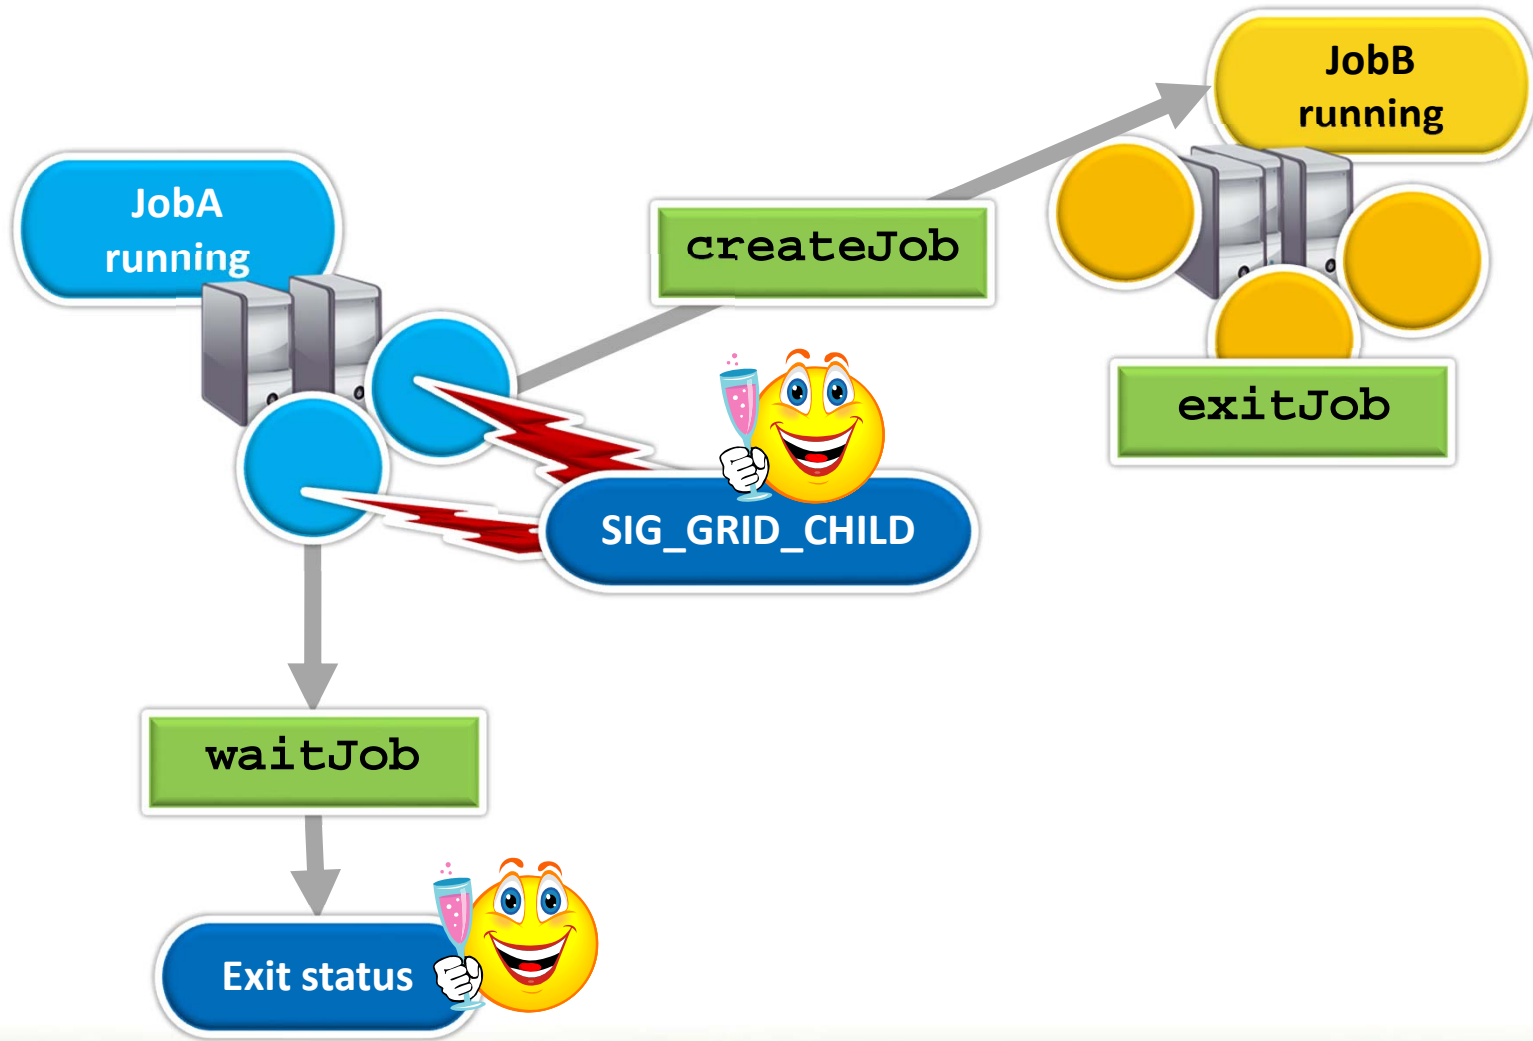 JobB
running
JobA
running
createJob
exitJob
SIG_GRID_CHILD
waitJob
Exit status